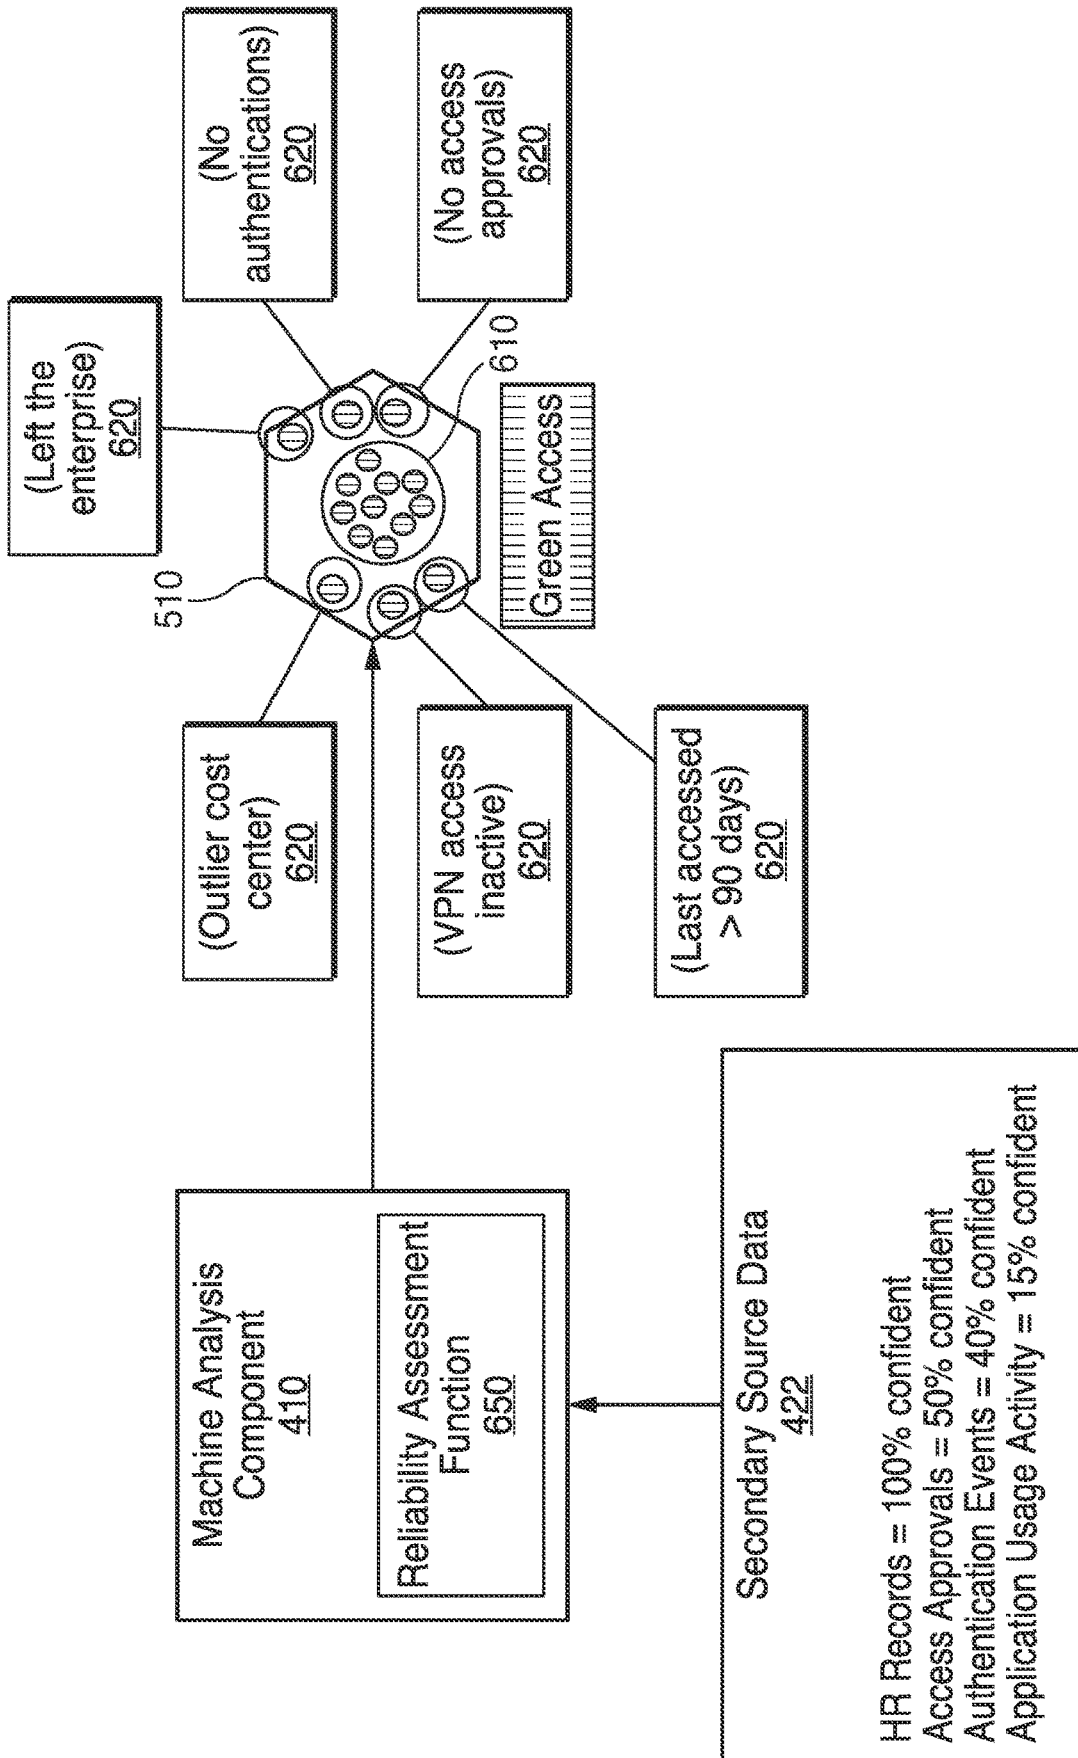 Machine Analysis
Component
410
Reliability Assessment
Function
650
Secondary Source Data
422
HR Records = 100% confident
Access Approvals = 50% confident
Authentication Events = 40% confident
Application Usage Activity = 15% confident
(Outlier cost
center)
620
(VPN access
inactive)
620
(Last accessed
> 90 days)
620
510
(Left the
enterprise)
620
(No
authentications)
620
(No access
approvals)
620
610
Green Access